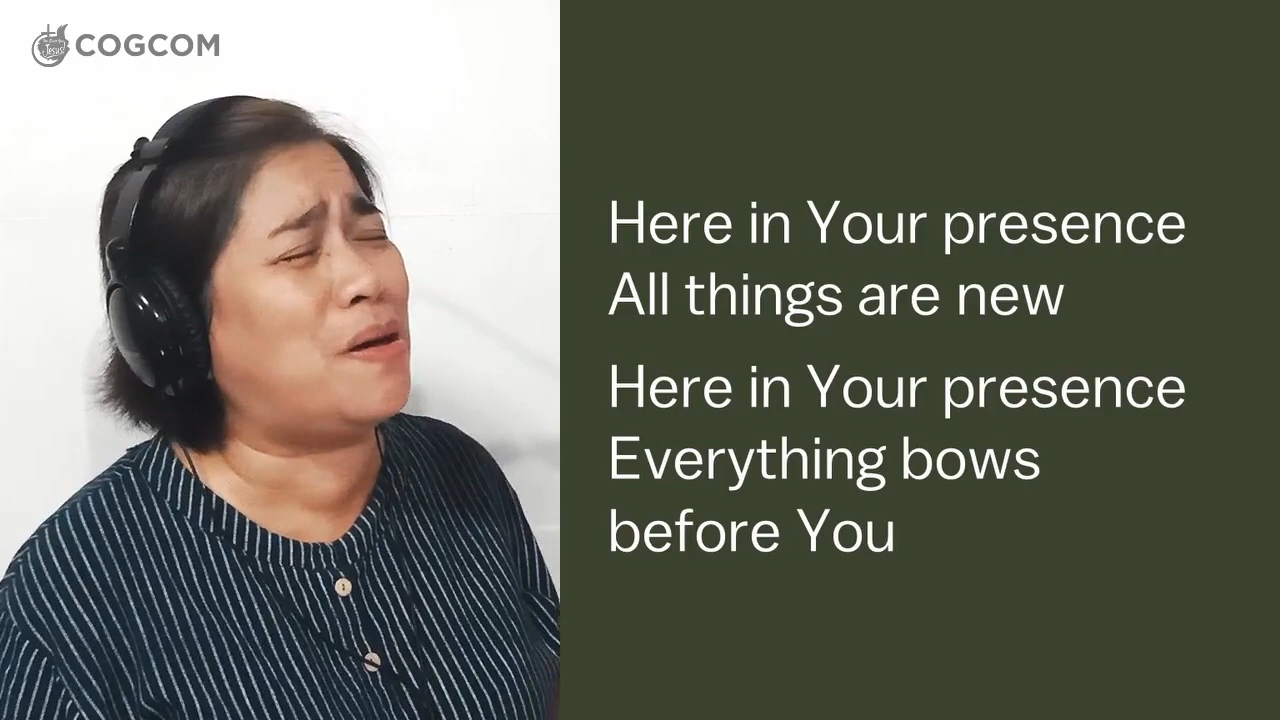 COGCOM
Here in Your presence
All things are new
Here in Your presence
Everything bows
before You